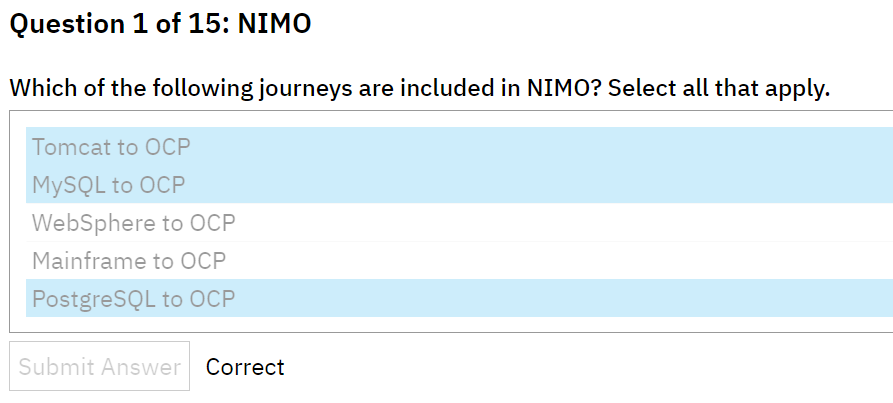 Question 1 of 15: NIMO
Which of the following journeys are included in NIMO? Select all that apply.
Tomcat to OCP
MySQL to OCP
WebSphere to OCP
Mainframe to OCP
PostgreSQL to OCP
Submit Answer Correct